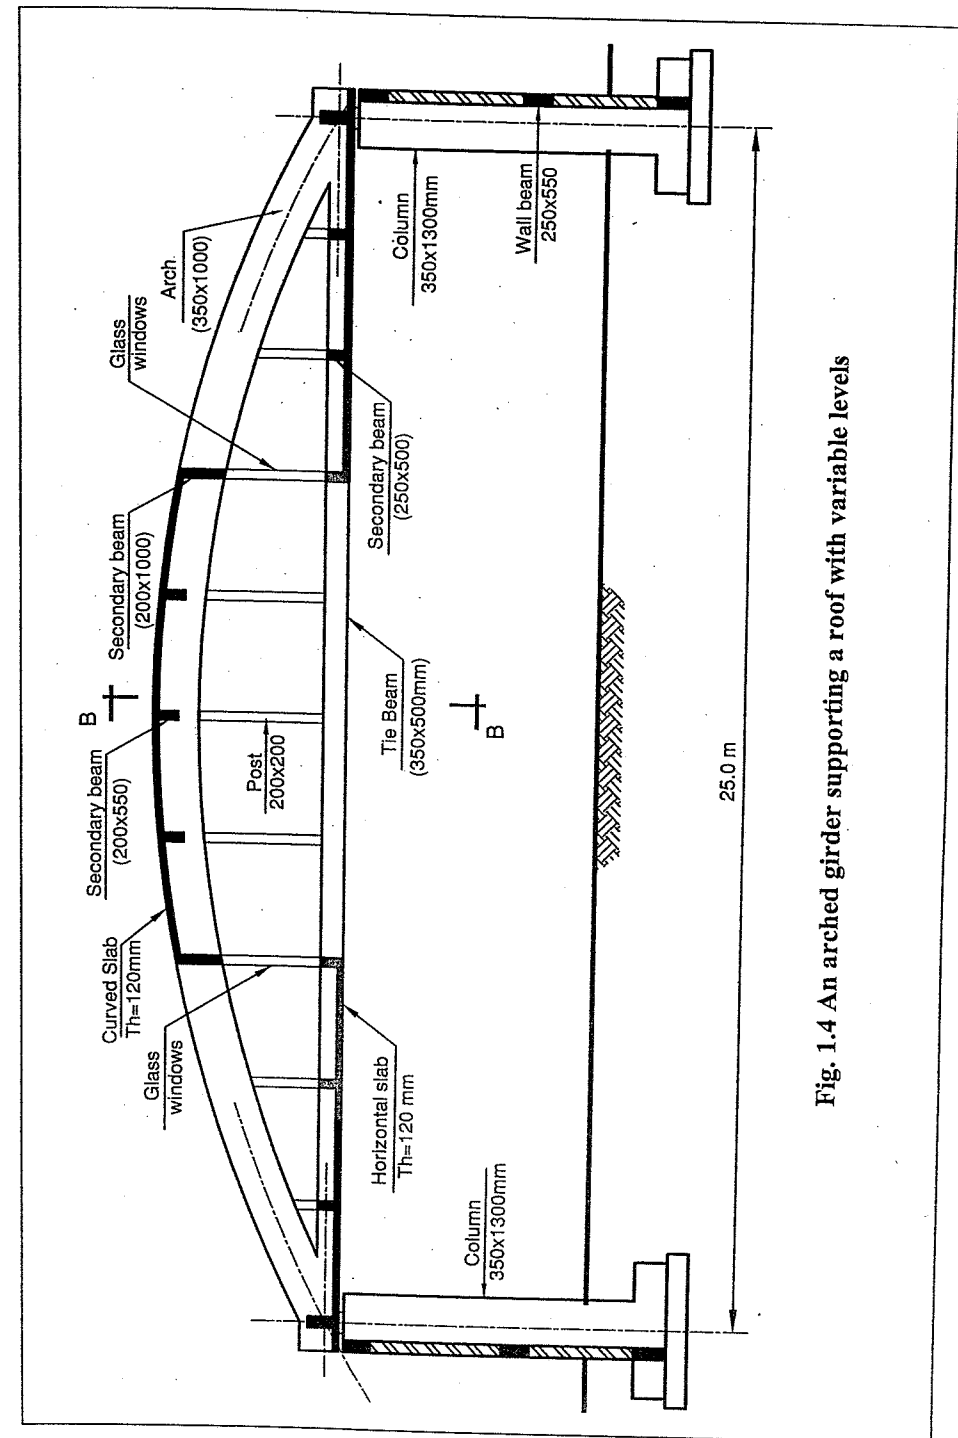 B
Secondary beam
(200x550)
Secondary beam
(200x1000)
Glass
windows
Arch
(350x1000)
Curved Slab
Th=120mm
Glass
windows
Post
200x200
B
Tie Beam
(350x500mm)
Secondary beam
(250x500)
Column
350x1300mm
Wall beam
250x550
Horizontal slab
Th=120 mm
Column
350x1300mm
25.0 m
Fig. 1.4 An arched girder supporting a roof with variable levels